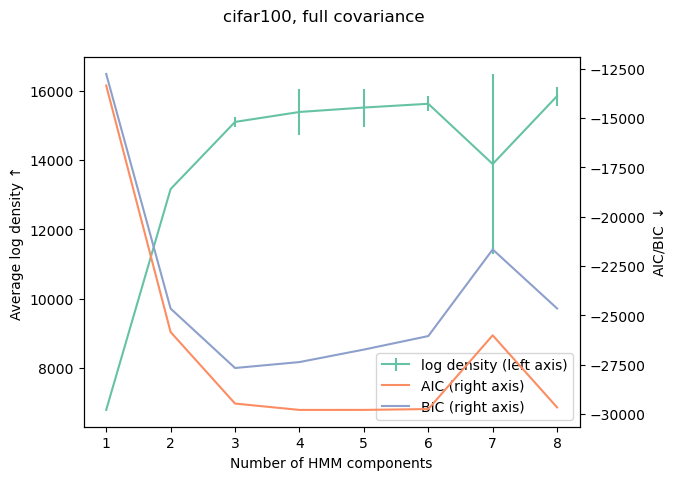 cifar100, full covariance
Average log density ↑
16000
14000
12000
10000
8000
−12500
−15000
−17500
−20000
−22500
−25000
−27500
−30000
AIC/BIC ↓
log density (left axis)
AIC (right axis)
BIC (right axis)
1 2 3 4 5 6 7 8
Number of HMM components